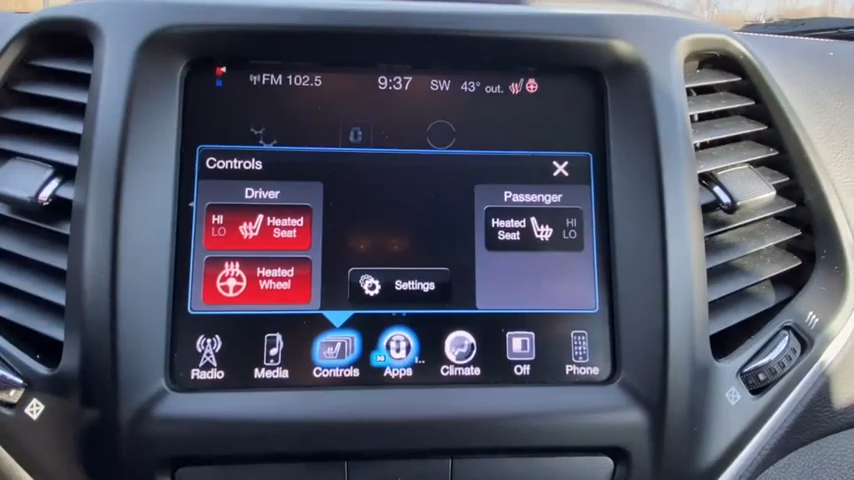 FM 102.5 9:37 SW 43° out.
Controls
Driver
Passenger
HI
LO
Heated
Seat
Heated
Seat
HI
LO
Heated
Wheel
Settings
Radio Media Controls Apps Climate Off Phone